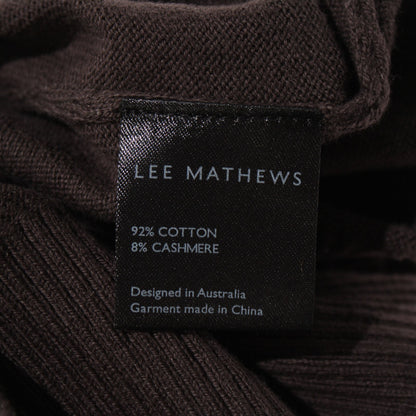 LEE MATHEWS
92% COTTON
8% CASHMERE
Designed in Australia
Garment made in China